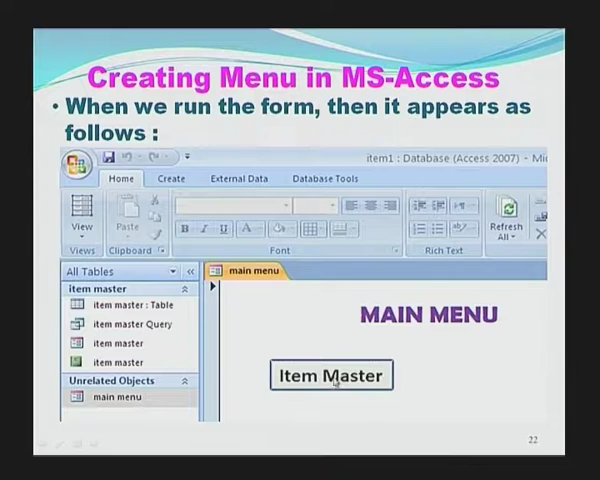 Creating Menu in MS-Access
• When we run the form, then it appears as
follows :
item1 : Database (Access 2007) - Mi
Home Create External Data Database Tools
View
Paste
B I U A
Refresh
All
Views Clipboard Font Rich Text
All Tables
main menu
item master
item master : Table
item master Query
item master
item master
Unrelated Objects
main menu
MAIN MENU
Item Master
22